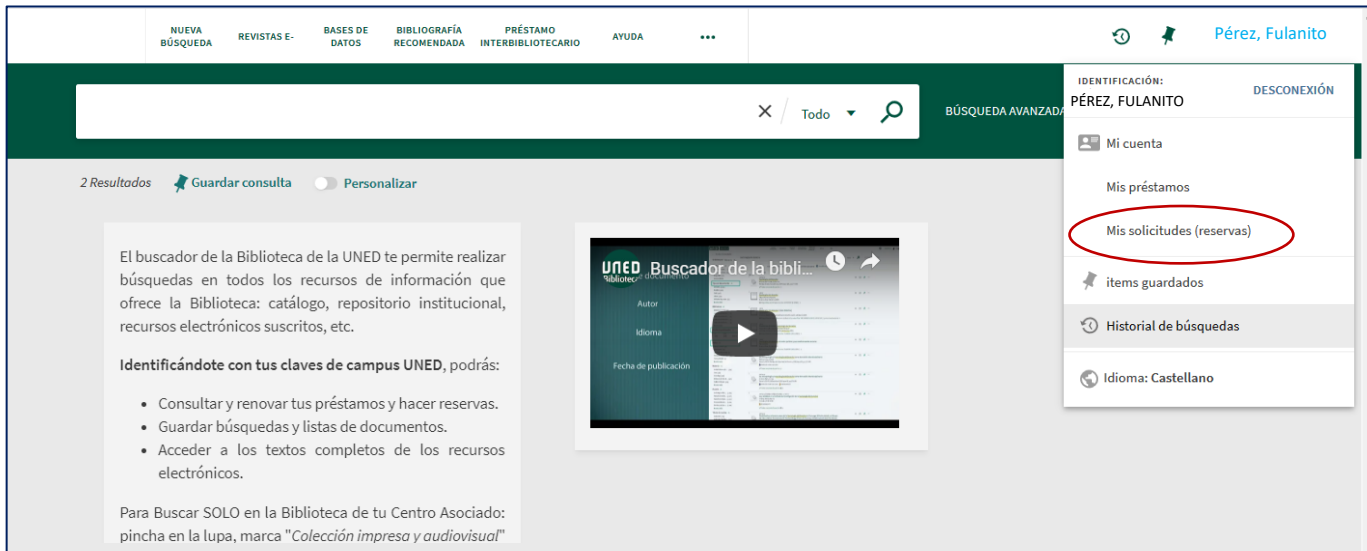 NUEVA BÚSQUEDA
REVISTAS E-
BASES DE DATOS
BIBLIOGRAFÍA RECOMENDADA
PRÉSTAMO INTERBIBLIOTECARIO
AYUDA
•••
Pérez, Fulanito
IDENTIFICACIÓN:
PÉREZ, FULANITO
DESCONEXIÓN
Todo
BÚSQUEDA AVANZADA
Mi cuenta
Mis préstamos
Mis solicitudes (reservas)
items guardados
Historial de búsquedas
Idioma: Castellano
2 Resultados
Guardar consulta
Personalizar
El buscador de la Biblioteca de la UNED te permite realizar
búsquedas en todos los recursos de información que
ofrece la Biblioteca: catálogo, repositorio institucional,
recursos electrónicos suscritos, etc.
Identificándote con tus claves de campus UNED, podrás:
• Consultar y renovar tus préstamos y hacer reservas.
• Guardar búsquedas y listas de documentos.
• Acceder a los textos completos de los recursos
electrónicos.
Para Buscar SOLO en la Biblioteca de tu Centro Asociado:
pincha en la lupa, marca "Colección impresa y audiovisual"
UNED
Biblioteca
Buscador de la bibli...
documento
Autor
Idioma
Fecha de publicación